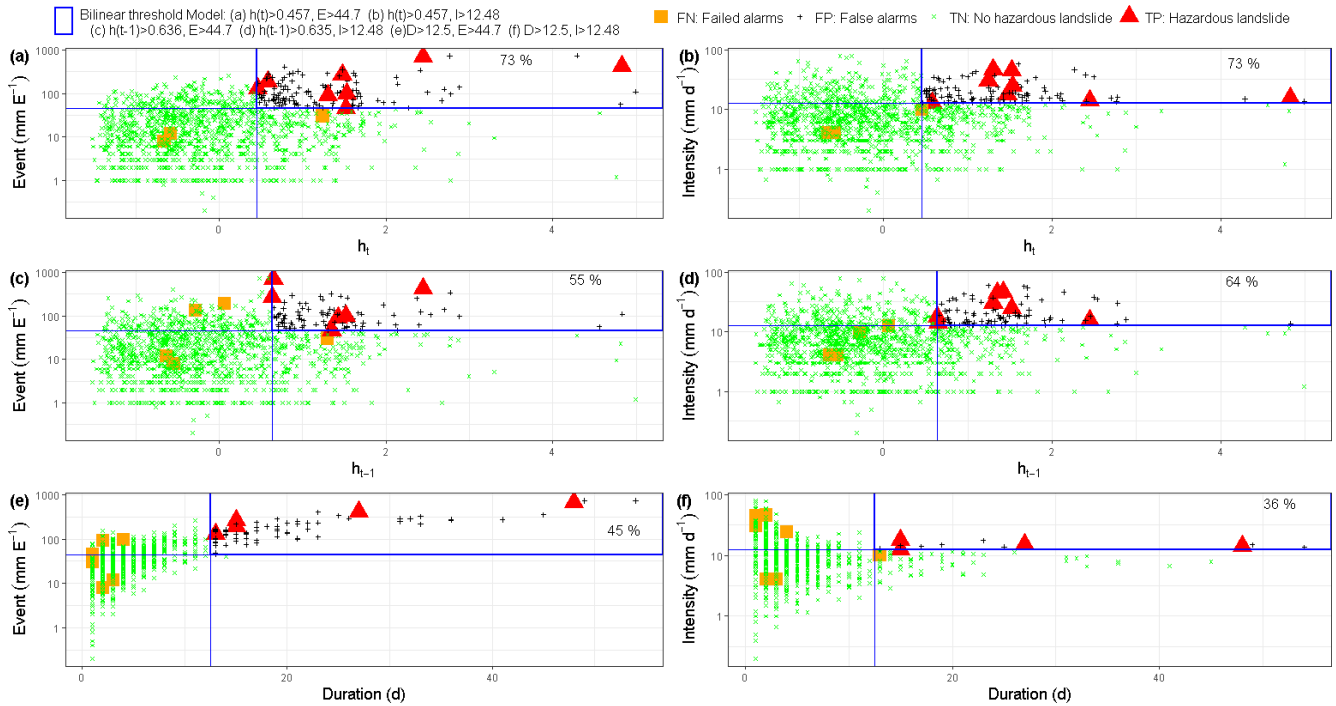 Bilinear threshold Model: (a) h(t)>0.457, E>44.7 (b) h(t)>0.457, I>12.48
(c) h(t-1)>0.636, E>44.7 (d) h(t-1)>0.635, I>12.48 (e)D>12.5, E>44.7 (f) D>12.5, I>12.48
FN: Failed alarms FP: False alarms TN: No hazardous landslide TP: Hazardous landslide
(a)
Event (mm E⁻¹)
1000
100
10
1
73 %
0 2 4
hₜ
(b)
Intensity (mm d⁻¹)
100
10
1
73 %
0 2 4
hₜ
(c)
Event (mm E⁻¹)
1000
100
10
1
55 %
0 2 4
hₜ₋₁
(d)
Intensity (mm d⁻¹)
100
10
1
64 %
0 2 4
hₜ₋₁
(e)
Event (mm E⁻¹)
1000
100
10
1
45 %
0 20 40
Duration (d)
(f)
Intensity (mm d⁻¹)
100
10
1
36 %
0 20 40
Duration (d)